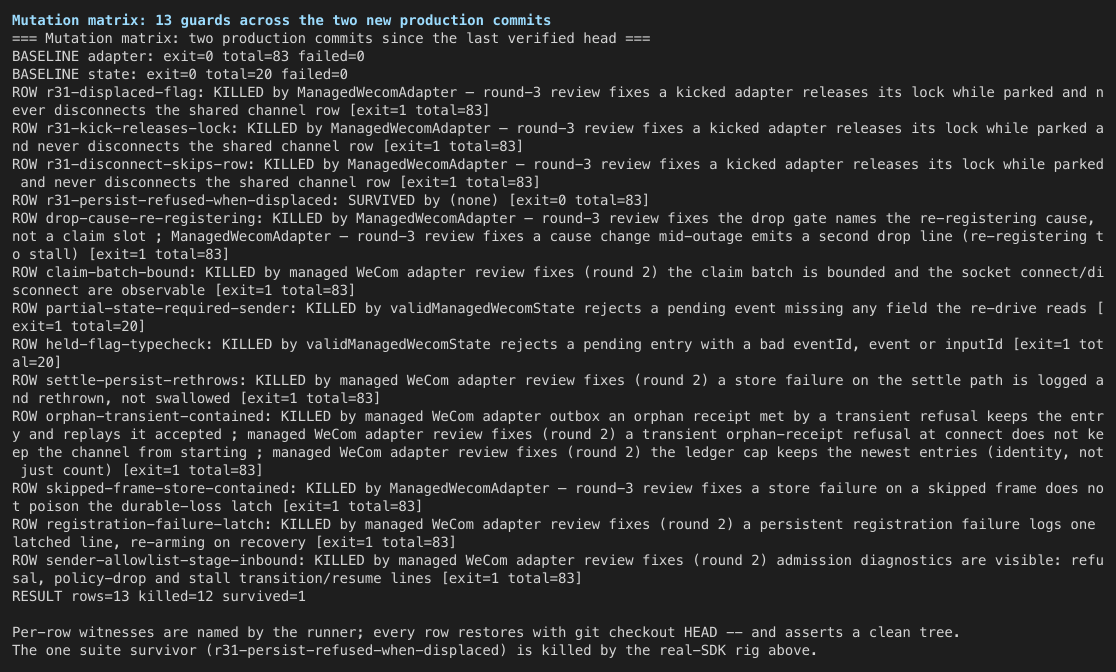 Mutation matrix: 13 guards across the two new production commits
=== Mutation matrix: two production commits since the last verified head ===
BASELINE adapter: exit=0 total=83 failed=0
BASELINE state: exit=0 total=20 failed=0
ROW r31-displaced-flag: KILLED by ManagedWecomAdapter — round-3 review fixes a kicked adapter releases its lock while parked and n
ever disconnects the shared channel row [exit=1 total=83]
ROW r31-kick-releases-lock: KILLED by ManagedWecomAdapter — round-3 review fixes a kicked adapter releases its lock while parked a
nd never disconnects the shared channel row [exit=1 total=83]
ROW r31-disconnect-skips-row: KILLED by ManagedWecomAdapter — round-3 review fixes a kicked adapter releases its lock while parked
 and never disconnects the shared channel row [exit=1 total=83]
ROW r31-persist-refused-when-displaced: SURVIVED by (none) [exit=0 total=83]
ROW drop-cause-re-registering: KILLED by ManagedWecomAdapter — round-3 review fixes the drop gate names the re-registering cause,
not a claim slot ; ManagedWecomAdapter — round-3 review fixes a cause change mid-outage emits a second drop line (re-registering t
o stall) [exit=1 total=83]
ROW claim-batch-bound: KILLED by managed WeCom adapter review fixes (round 2) the claim batch is bounded and the socket connect/di
sconnect are observable [exit=1 total=83]
ROW partial-state-required-sender: KILLED by validManagedWecomState rejects a pending event missing any field the re-drive reads [
exit=1 total=20]
ROW held-flag-typecheck: KILLED by validManagedWecomState rejects a pending entry with a bad eventId, event or inputId [exit=1 tot
al=20]
ROW settle-persist-rethrows: KILLED by managed WeCom adapter review fixes (round 2) a store failure on the settle path is logged a
nd rethrown, not swallowed [exit=1 total=83]
ROW orphan-transient-contained: KILLED by managed WeCom adapter outbox an orphan receipt met by a transient refusal keeps the entr
y and replays it accepted ; managed WeCom adapter review fixes (round 2) a transient orphan-receipt refusal at connect does not ke
ep the channel from starting ; managed WeCom adapter review fixes (round 2) the ledger cap keeps the newest entries (identity, not
 just count) [exit=1 total=83]
ROW skipped-frame-store-contained: KILLED by ManagedWecomAdapter — round-3 review fixes a store failure on a skipped frame does no
t poison the durable-loss latch [exit=1 total=83]
ROW registration-failure-latch: KILLED by managed WeCom adapter review fixes (round 2) a persistent registration failure logs one
latched line, re-arming on recovery [exit=1 total=83]
ROW sender-allowlist-stage-inbound: KILLED by managed WeCom adapter review fixes (round 2) admission diagnostics are visible: refu
sal, policy-drop and stall transition/resume lines [exit=1 total=83]
RESULT rows=13 killed=12 survived=1

Per-row witnesses are named by the runner; every row restores with git checkout HEAD -- and asserts a clean tree.
The one suite survivor (r31-persist-refused-when-displaced) is killed by the real-SDK rig above.